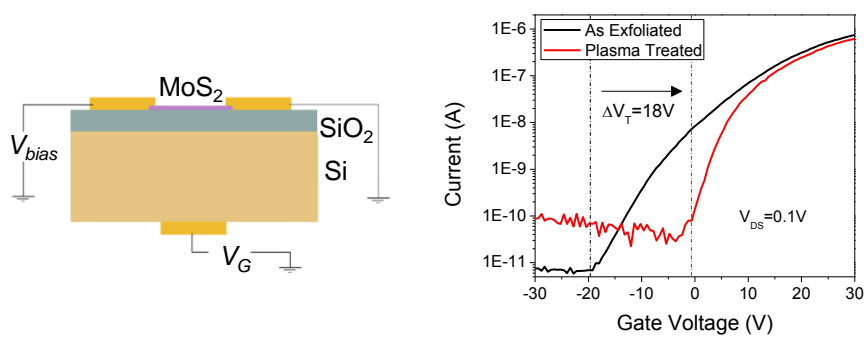 MoS2
SiO2
Vbias
Si
VG
1E-6
1E-7
1E-8
1E-9
1E-10
1E-11
Current (A)
As Exfoliated
Plasma Treated
ΔVT=18V
VDS=0.1V
-30 -20 -10 0 10 20 30
Gate Voltage (V)